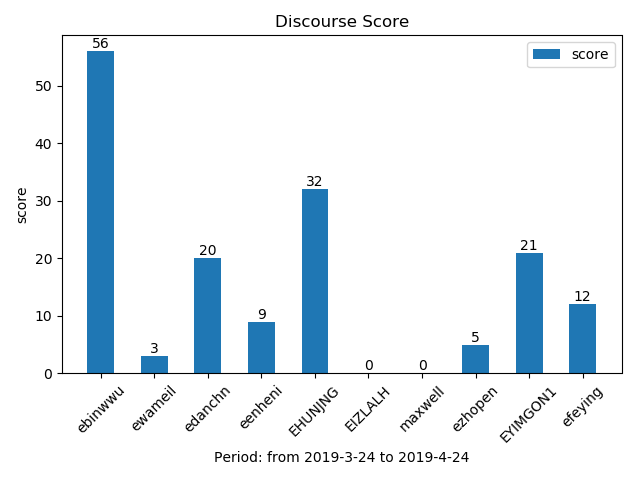 Discourse Score
score
56
3
20
9
32
0
0
5
21
12
score
50
40
30
20
10
0
ebinwwu
ewameil
edanchn
eenheni
EHUNJNG
EIZLALH
maxwell
ezhopen
EYIMGON1
efeying
Period: from 2019-3-24 to 2019-4-24